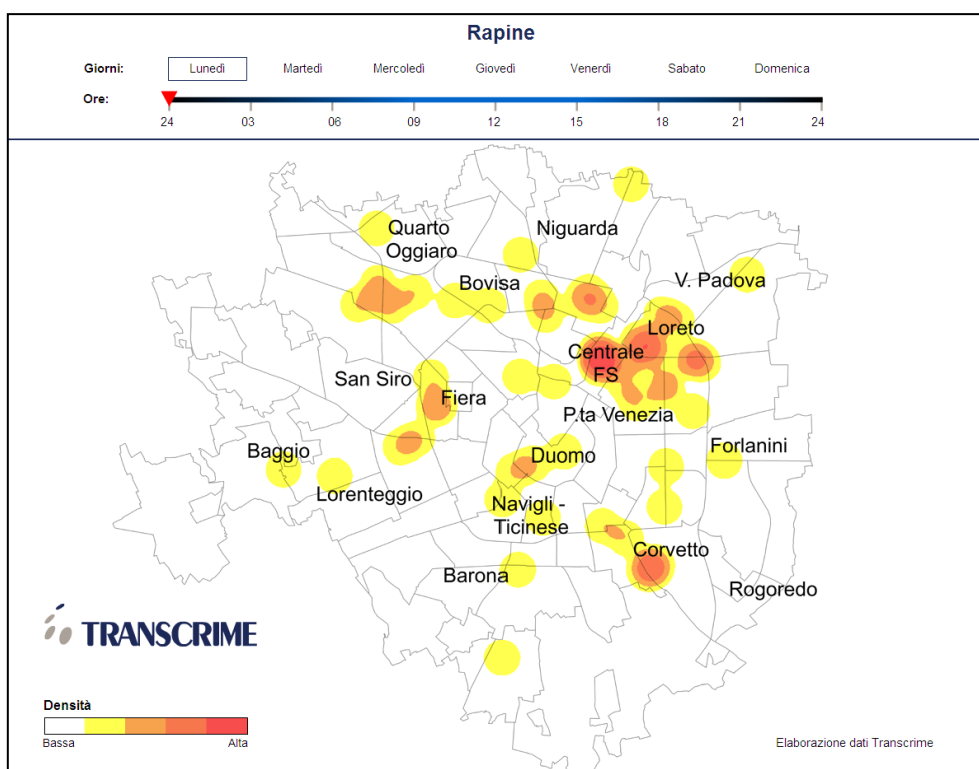 Rapine
Giorni: Lunedì Martedì Mercoledì Giovedì Venerdì Sabato Domenica
Ore:
24 03 06 09 12 15 18 21 24
Quarto
Oggiaro
Niguarda
Bovisa
V. Padova
Loreto
Centrale
FS
San Siro
Fiera
P.ta Venezia
Baggio
Duomo
Forlanini
Lorenteggio
Navigli -
Ticinese
Corvetto
Barona
Rogoredo
TRANSCRIME
Densità
Bassa Alta
Elaborazione dati Transcrime